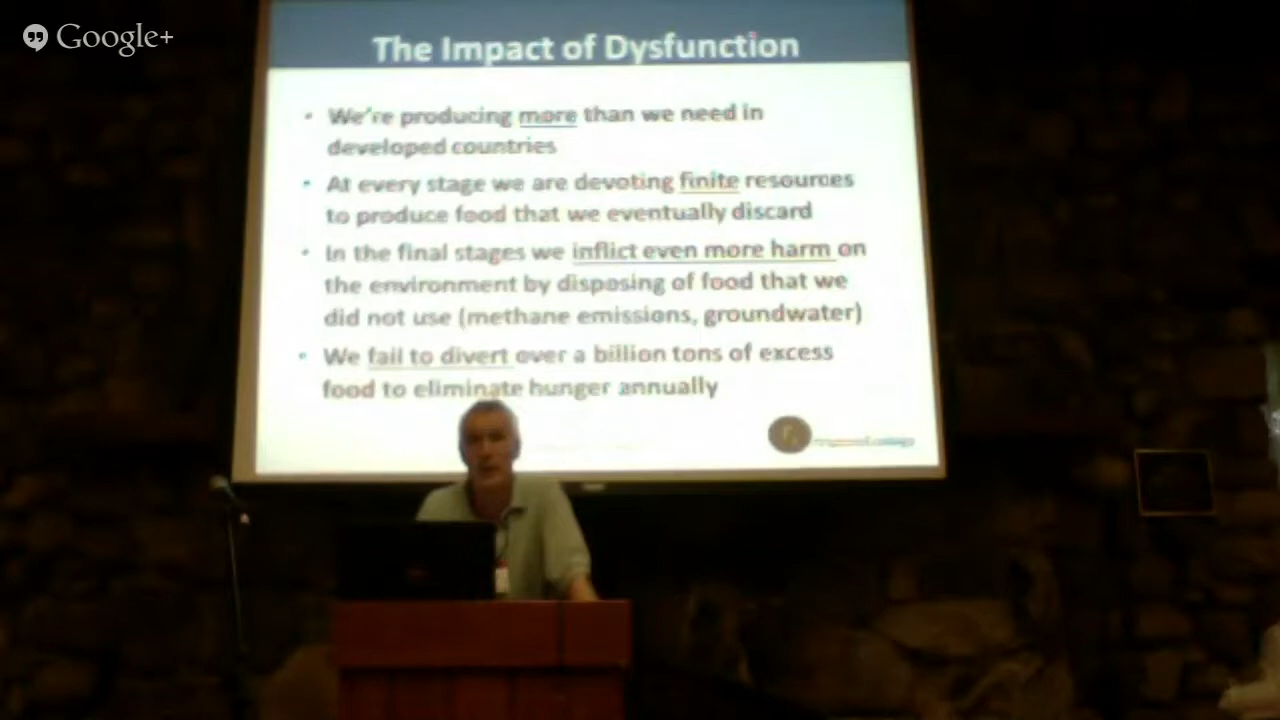 Google+
The Impact of Dysfunction
• We're producing more than we need in
developed countries
• At every stage we are devoting finite resources
to produce food that we eventually discard
• In the final stages we inflict even more harm on
the environment by disposing of food that we
did not use (methane emissions, groundwater)
• We fail to divert over a billion tons of excess
food to eliminate hunger annually